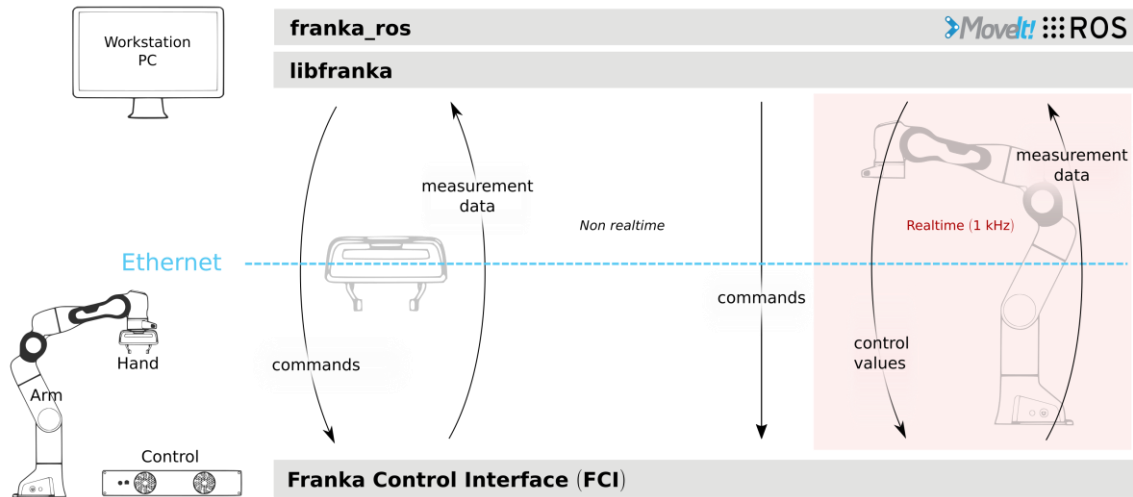 Workstation
PC
franka_ros
MoveIt! ROS
libfranka
measurement
data
measurement
data
Non realtime
Realtime (1 kHz)
Ethernet
commands
control
values
commands
Hand
Arm
Control
Franka Control Interface (FCI)